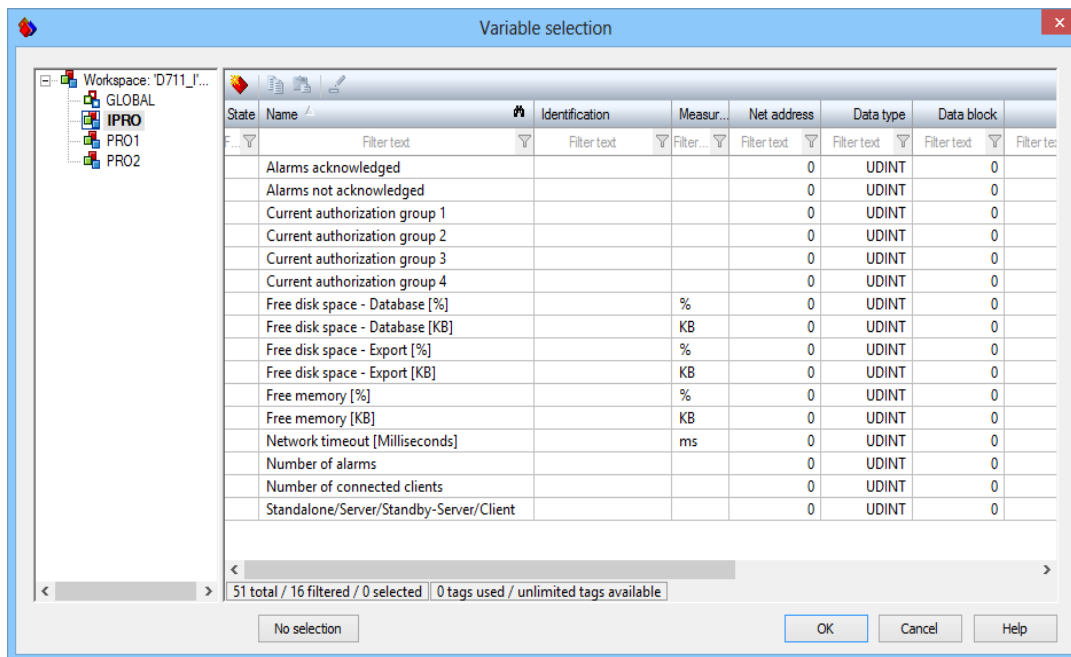 Variable selection
Workspace: 'D711_I'...
GLOBAL
IPRO
PRO1
PRO2
State Name Identification Measur... Net address Data type Data block
F... Filter text Filter text Filter... Filter text Filter text Filter text Filter te
Alarms acknowledged 0 UDINT 0
Alarms not acknowledged 0 UDINT 0
Current authorization group 1 0 UDINT 0
Current authorization group 2 0 UDINT 0
Current authorization group 3 0 UDINT 0
Current authorization group 4 0 UDINT 0
Free disk space - Database [%] % 0 UDINT 0
Free disk space - Database [KB] KB 0 UDINT 0
Free disk space - Export [%] % 0 UDINT 0
Free disk space - Export [KB] KB 0 UDINT 0
Free memory [%] % 0 UDINT 0
Free memory [KB] KB 0 UDINT 0
Network timeout [Milliseconds] ms 0 UDINT 0
Number of alarms 0 UDINT 0
Number of connected clients 0 UDINT 0
Standalone/Server/Standby-Server/Client 0 UDINT 0
51 total / 16 filtered / 0 selected 0 tags used / unlimited tags available
No selection OK Cancel Help